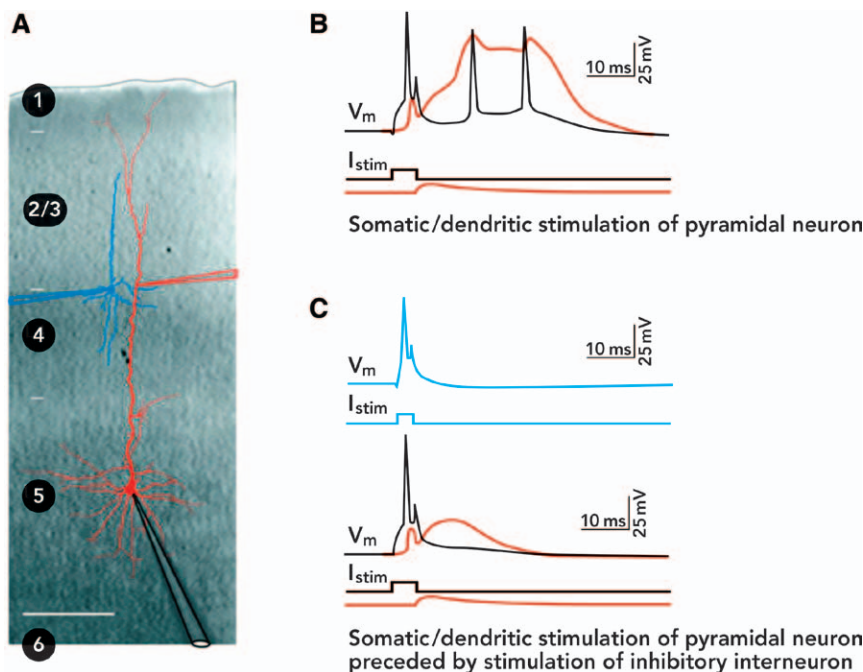 A
1
2/3
4
5
6
B
10 ms
25 mV
Vm
Istim
Somatic/dendritic stimulation of pyramidal neuron
C
10 ms
25 mV
Vm
Istim
10 ms
25 mV
Vm
Istim
Somatic/dendritic stimulation of pyramidal neuron
preceded by stimulation of inhibitory interneuron